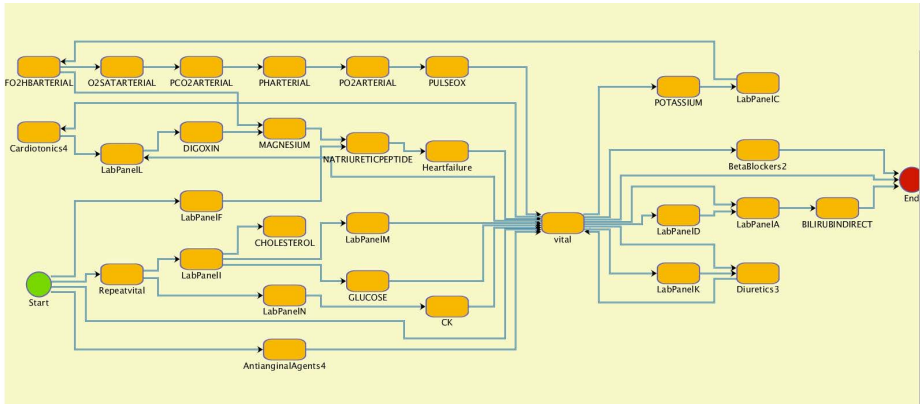 FO2HBARTERIAL
O2SATARTERIAL
PCO2ARTERIAL
PHARTERIAL
PO2ARTERIAL
PULSEOX
POTASSIUM
LabPanelC
Cardiotonics4
LabPanelL
DIGOXIN
MAGNESIUM
NATRIURETICPEPTIDE
Heartfailure
BetaBlockers2
End
LabPanelF
CHOLESTEROL
LabPanelM
vital
LabPanelD
LabPanelA
BILIRUBINDIRECT
Start
Repeatvital
LabPanelI
LabPanelN
GLUCOSE
CK
LabPanelK
Diuretics3
AntianginalAgents4